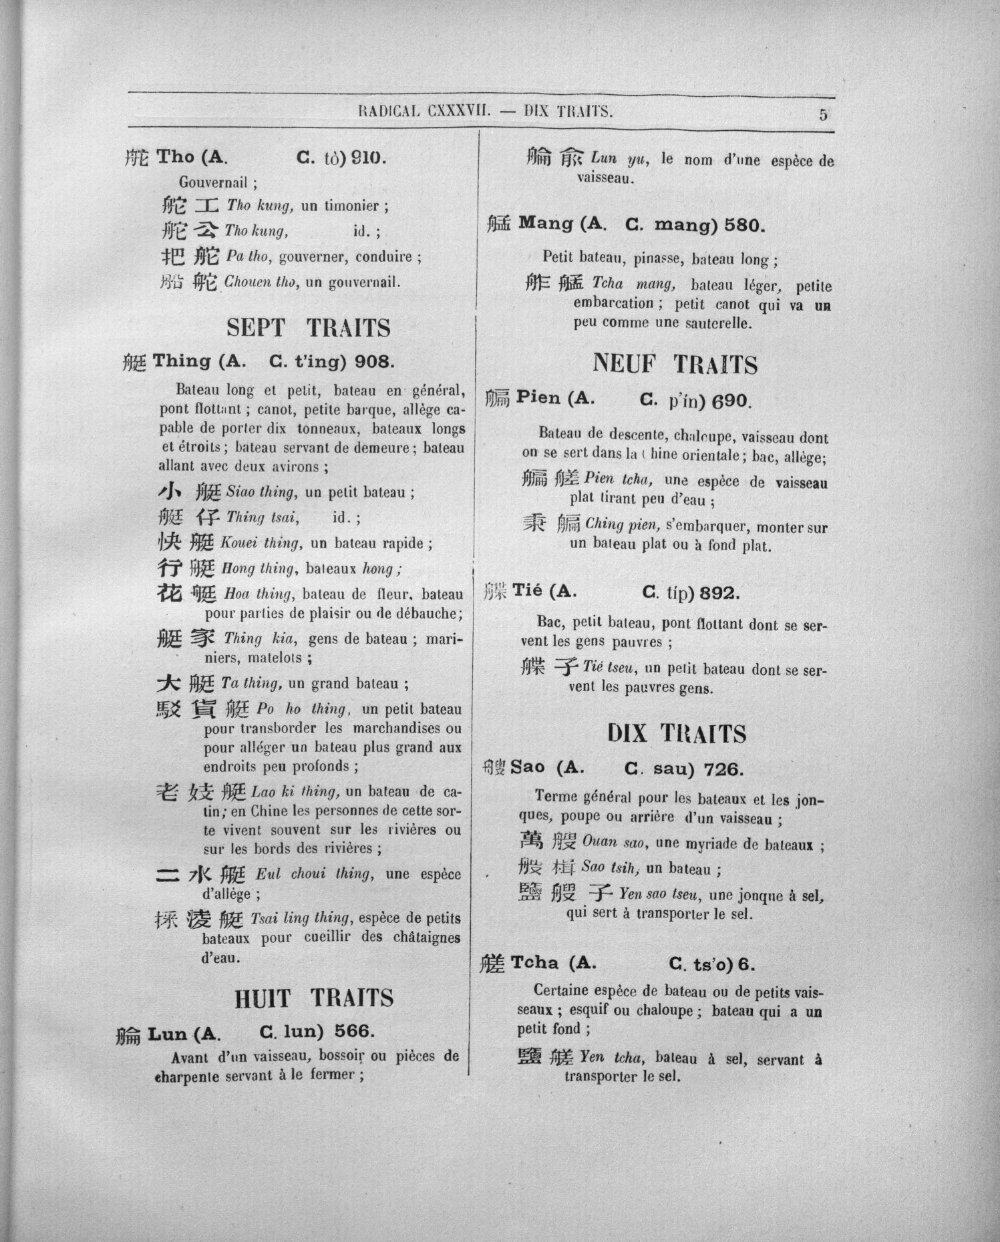 RADICAL CXXXVII. — DIX TRAITS.
5
舵 Tho (A. C. tò) 910.
Gouvernail ;
舵 工 Tho kung, un timonier ;
舵 公 Tho kung, id. ;
把 舵 Pa tho, gouverner, conduire ;
船 舵 Chouen tho, un gouvernail.
SEPT TRAITS
艇 Thing (A. C. t'ing) 908.
Bateau long et petit, bateau en général,
pont flottant ; canot, petite barque, allège ca-
pable de porter dix tonneaux, bateaux longs
et étroits ; bateau servant de demeure ; bateau
allant avec deux avirons ;
小 艇 Siao thing, un petit bateau ;
艇 仔 Thing tsai, id. ;
快 艇 Kouei thing, un bateau rapide ;
行 艇 Hong thing, bateaux hong ;
花 艇 Hoa thing, bateau de fleur, bateau
pour parties de plaisir ou de débauche ;
艇 家 Thing kia, gens de bateau ; mari-
niers, matelots ;
大 艇 Ta thing, un grand bateau ;
駁 貨 艇 Po ho thing, un petit bateau
pour transborder les marchandises ou
pour alléger un bateau plus grand aux
endroits peu profonds ;
老 妓 艇 Lao ki thing, un bateau de ca-
tin ; en Chine les personnes de cette sor-
te vivent souvent sur les rivières ou
sur les bords des rivières ;
二 水 艇 Eul choui thing, une espèce
d'allège ;
採 淩 艇 Tsai ling thing, espèce de petits
bateaux pour cueillir des châtaignes
d'eau.
HUIT TRAITS
艑 Lun (A. C. lun) 566.
Avant d'un vaisseau, bossoir ou pièces de
charpente servant à le fermer ;
Lun yu, le nom d'une espèce de
vaisseau.
艋 Mang (A. C. mang) 580.
Petit bateau, pinasse, bateau long ;
舴 艋 Tcha mang, bateau léger, petite
embarcation ; petit canot qui va un
peu comme une sauterelle.
NEUF TRAITS
艑 Pien (A. C. p'ín) 690.
Bateau de descente, chaloupe, vaisseau dont
on se sert dans la Chine orientale ; bac, allège;
艑 艖 Pien tcha, une espèce de vaisseau
plat tirant peu d'eau ;
乗 艑 Ching pien, s'embarquer, monter sur
un bateau plat ou à fond plat.
艓 Tié (A. C. típ) 892.
Bac, petit bateau, pont flottant dont se ser-
vent les gens pauvres ;
艓 子 Tié tseu, un petit bateau dont se ser-
vent les pauvres gens.
DIX TRAITS
艘 Sao (A. C. sau) 726.
Terme général pour les bateaux et les jon-
ques, poupe ou arrière d'un vaisseau ;
萬 艘 Ouan sao, une myriade de bateaux ;
艘 楫 Sao tsih, un bateau ;
鹽 艘 子 Yen sao tseu, une jonque à sel,
qui sert à transporter le sel.
艖 Tcha (A. C. ts'o) 6.
Certaine espèce de bateau ou de petits vais-
seaux ; esquif ou chaloupe ; bateau qui a un
petit fond ;
鹽 艖 Yen tcha, bateau à sel, servant à
transporter le sel.